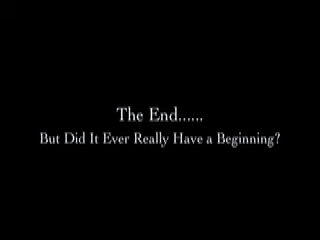 The End......
But Did It Ever Really Have a Beginning?